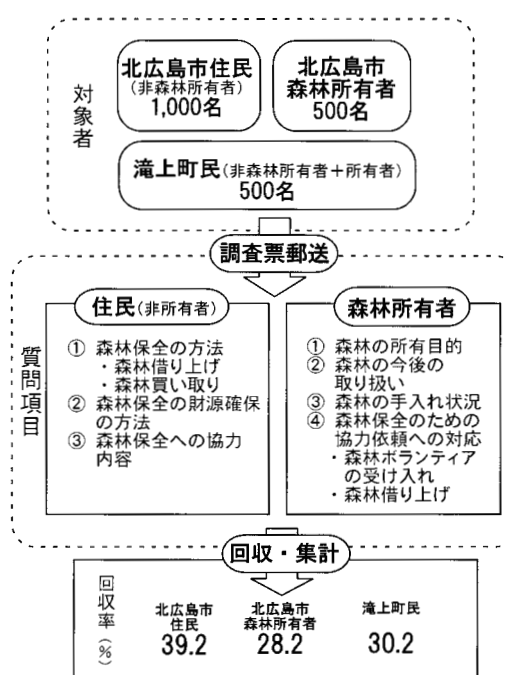 対象者
北広島市住民
(非森林所有者)
1,000名
北広島市
森林所有者
500名
滝上町民(非森林所有者+所有者)
500名
調査票郵送
質問項目
住民(非所有者)
① 森林保全の方法
・森林借り上げ
・森林買い取り
② 森林保全の財源確保
の方法
③ 森林保全への協力
内容
森林所有者
① 森林の所有目的
② 森林の今後の
取り扱い
③ 森林の手入れ状況
④ 森林保全のための
協力依頼への対応
・森林ボランティア
の受け入れ
・森林借り上げ
回収・集計
回収率(%)
北広島市
住民
39.2
北広島市
森林所有者
28.2
滝上町民
30.2